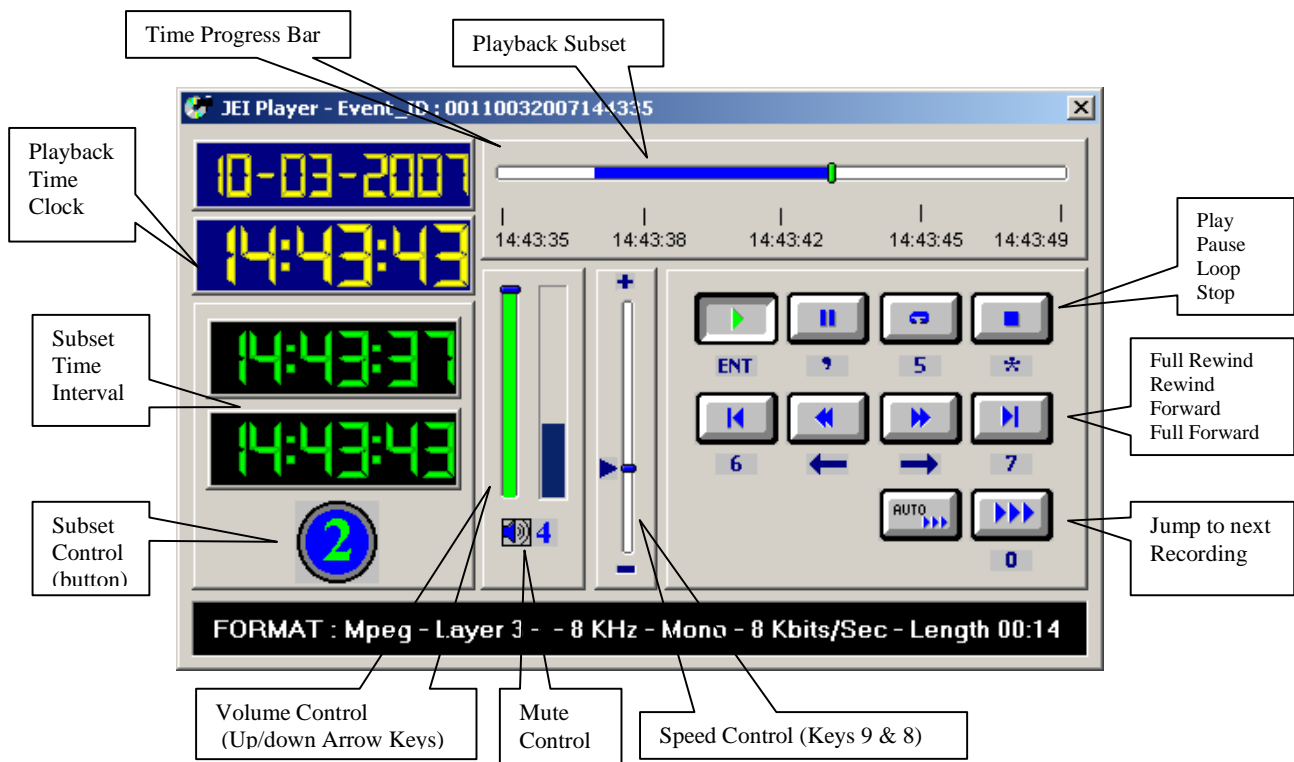 Time Progress Bar
Playback Subset
JEI Player - Event_ID : 00110032007144335
Playback
Time
Clock
10-03-2007
14:43:43
14:43:35 14:43:38 14:43:42 14:43:45 14:43:49
Play
Pause
Loop
Stop
Subset
Time
Interval
14:43:37
14:43:43
+
ENT , 5 *
Full Rewind
Rewind
Forward
Full Forward
6 ← → 7
Subset
Control
(button)
2
4
–
AUTO
0
Jump to next
Recording
FORMAT : Mpeg - Layer 3 - - 8 KHz - Mono - 8 Kbits/Sec - Length 00:14
Volume Control
(Up/down Arrow Keys)
Mute
Control
Speed Control (Keys 9 & 8)